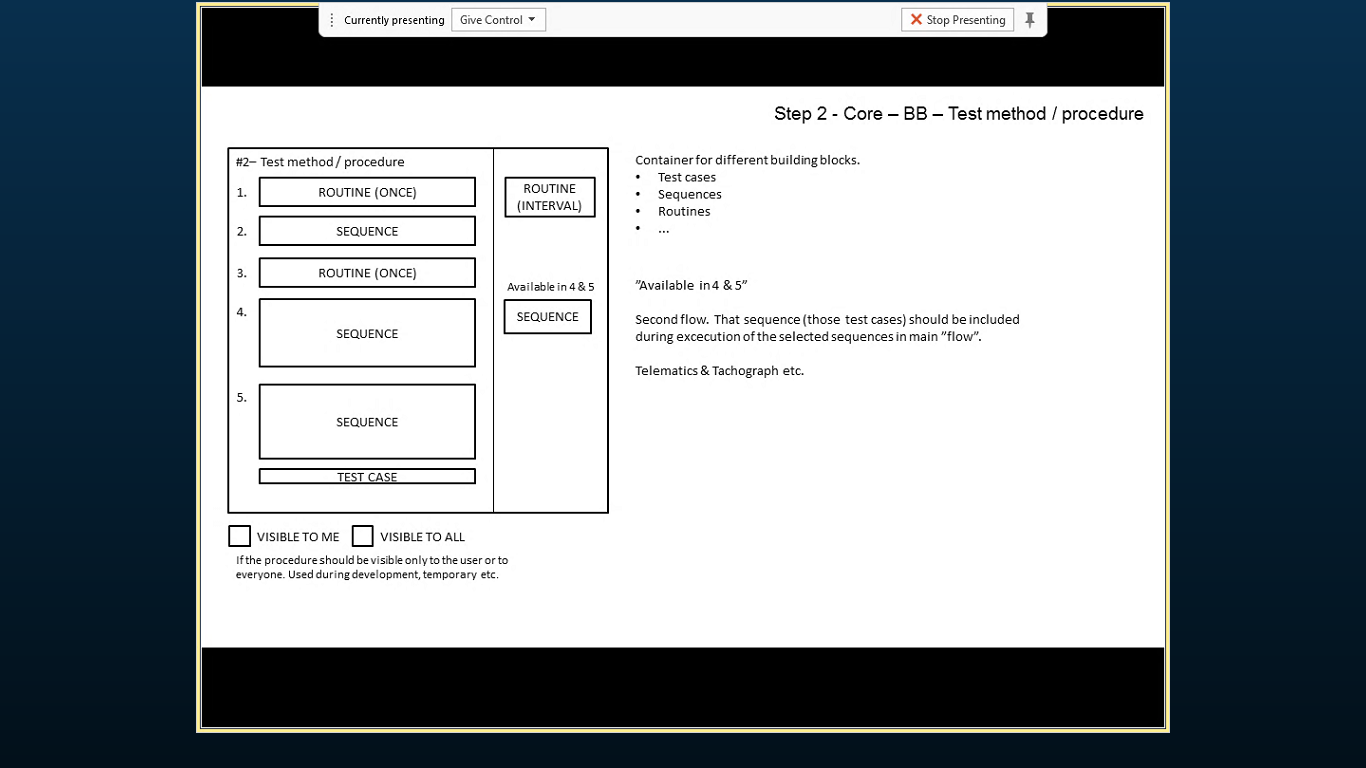 Currently presenting
Give Control
Stop Presenting
Step 2 - Core – BB – Test method / procedure
#2– Test method / procedure
1.
ROUTINE (ONCE)
2.
SEQUENCE
3.
ROUTINE (ONCE)
4.
SEQUENCE
5.
SEQUENCE
TEST CASE
ROUTINE
(INTERVAL)
Available in 4 & 5
SEQUENCE
VISIBLE TO ME
VISIBLE TO ALL
If the procedure should be visible only to the user or to
everyone. Used during development, temporary etc.
Container for different building blocks.
• Test cases
• Sequences
• Routines
• ...
”Available in 4 & 5”
Second flow. That sequence (those test cases) should be included
during excecution of the selected sequences in main ”flow”.
Telematics & Tachograph etc.